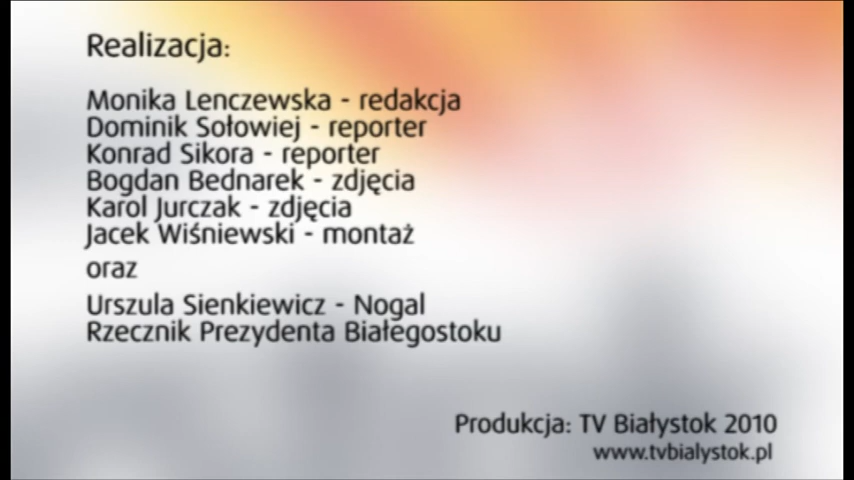 Realizacja:
Monika Lenczewska - redakcja
Dominik Sołowiej - reporter
Konrad Sikora - reporter
Bogdan Bednarek - zdjęcia
Karol Jurczak - zdjęcia
Jacek Wiśniewski - montaż
oraz
Urszula Sienkiewicz - Nogal
Rzecznik Prezydenta Białegostoku
Produkcja: TV Białystok 2010
www.tvbialystok.pl